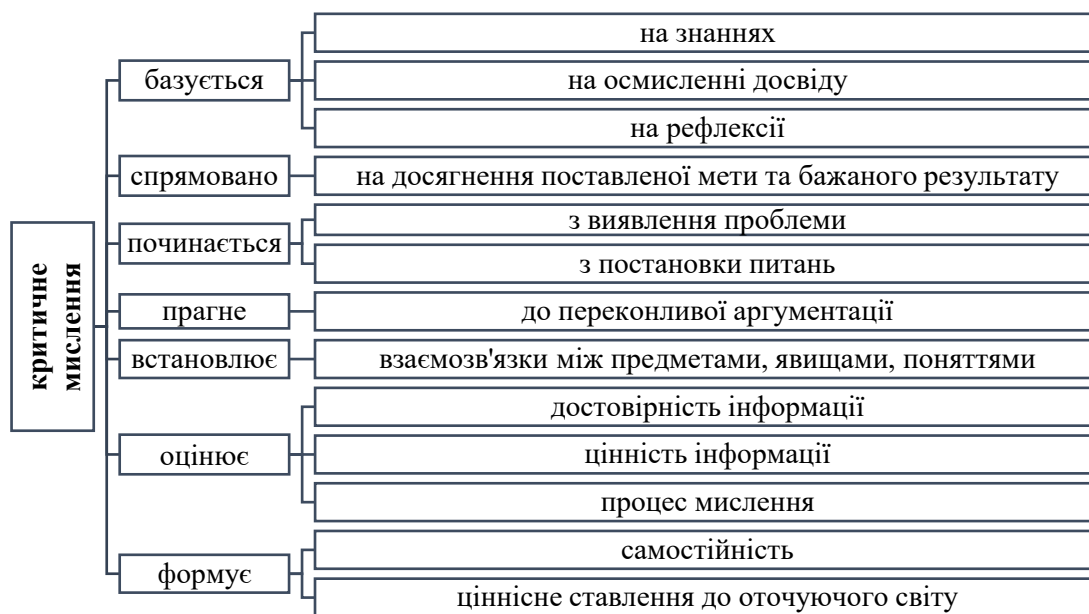 критичне
мислення
базується
на знаннях
на осмисленні досвіду
на рефлексії
спрямовано
на досягнення поставленої мети та бажаного результату
починається
з виявлення проблеми
з постановки питань
прагне
до переконливої аргументації
встановлює
взаємозв'язки між предметами, явищами, поняттями
оцінює
достовірність інформації
цінність інформації
процес мислення
формує
самостійність
ціннісне ставлення до оточуючого світу